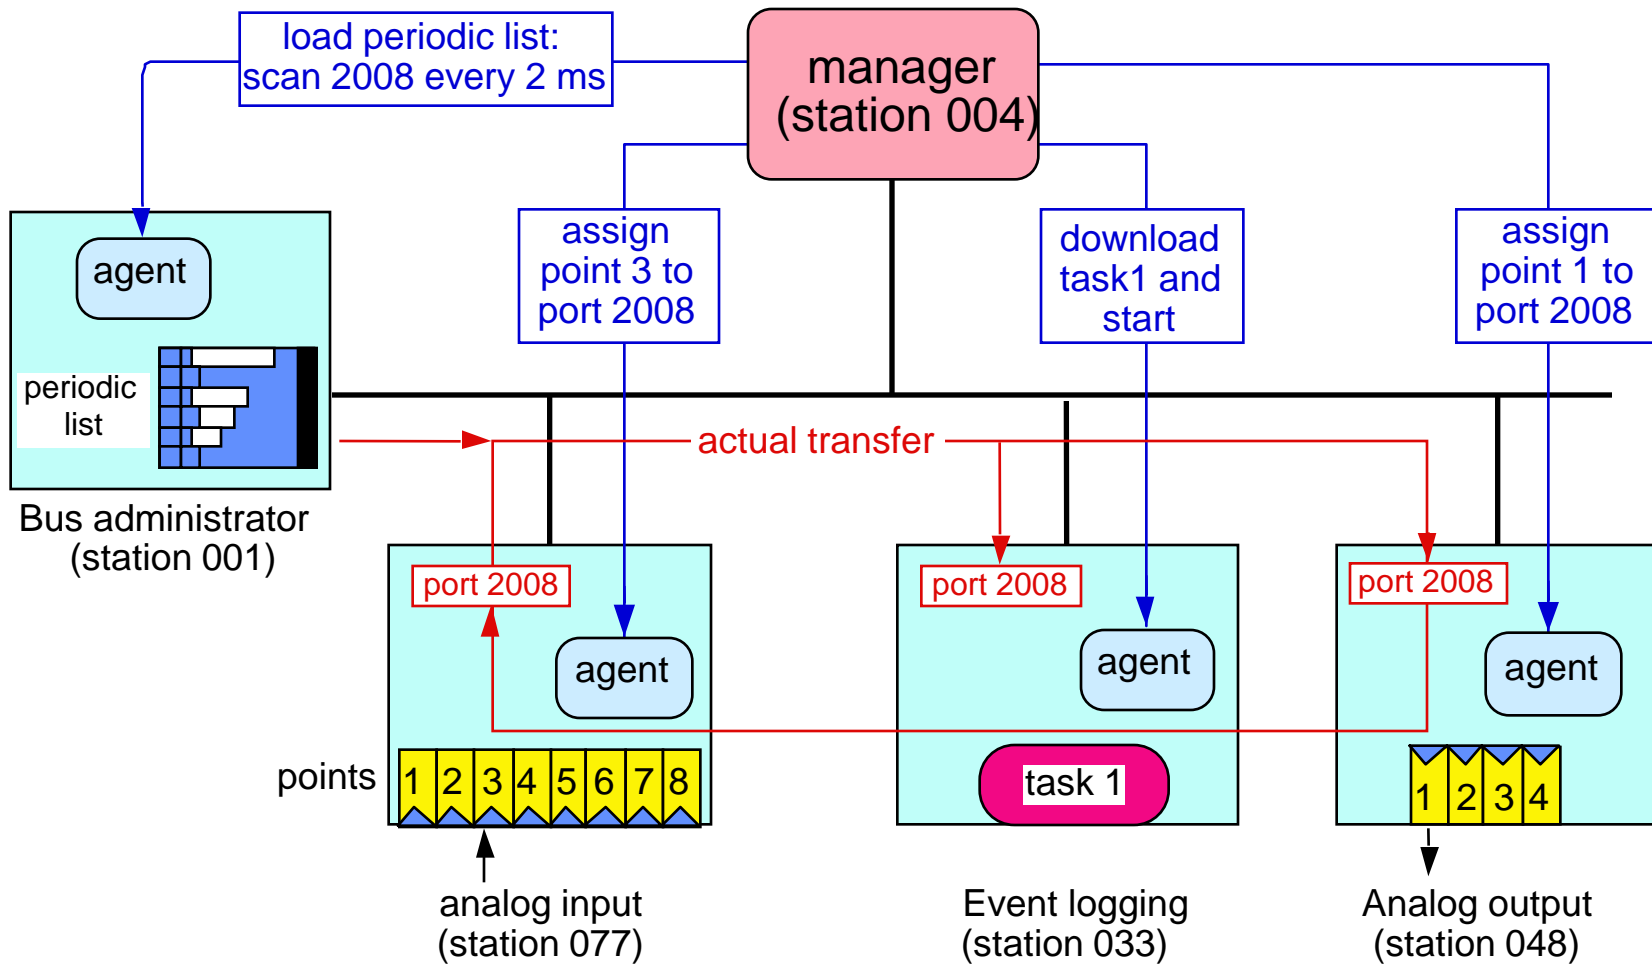 load periodic list:
scan 2008 every 2 ms
manager
(station 004)
assign
point 3 to
port 2008
download
task1 and
start
assign
point 1 to
port 2008
agent
periodic
list
actual transfer
Bus administrator
(station 001)
port 2008
port 2008
port 2008
agent
agent
agent
points
1 2 3 4 5 6 7 8
task 1
1 2 3 4
analog input
(station 077)
Event logging
(station 033)
Analog output
(station 048)